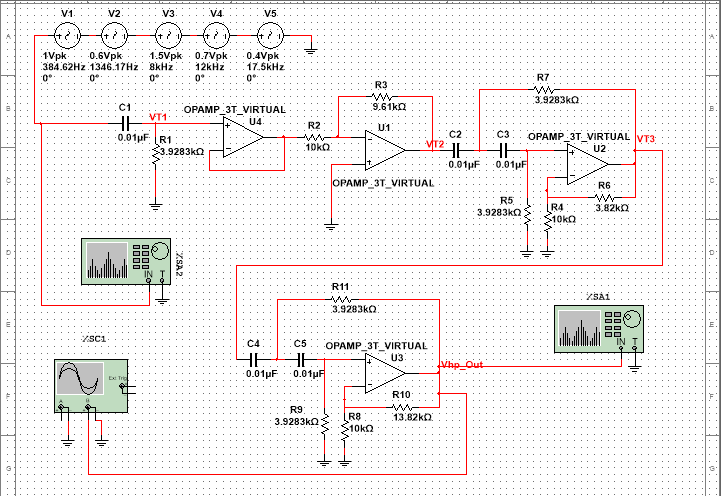 V1 V2 V3 V4 V5
1Vpk 0.6Vpk 1.5Vpk 0.7Vpk 0.4Vpk
384.62Hz 1346.17Hz 8kHz 12kHz 17.5kHz
0° 0° 0° 0° 0°
A A
B B
C C
D D
E E
F F
G G
C1
0.01µF
VT1
R1
3.9283kΩ
OPAMP_3T_VIRTUAL
U4
R2
10kΩ
R3
9.61kΩ
U1
OPAMP_3T_VIRTUAL
VT2
C2
0.01µF
C3
0.01µF
R7
3.9283kΩ
OPAMP_3T_VIRTUAL
U2
VT3
R5
3.9283kΩ
R4
10kΩ
R6
3.82kΩ
XSA2
IN T
R11
3.9283kΩ
C4
0.01µF
C5
0.01µF
OPAMP_3T_VIRTUAL
U3
Vhp_Out
R9
3.9283kΩ
R8
10kΩ
R10
13.82kΩ
XSA1
IN T
XSC1
Ext Trig
A B